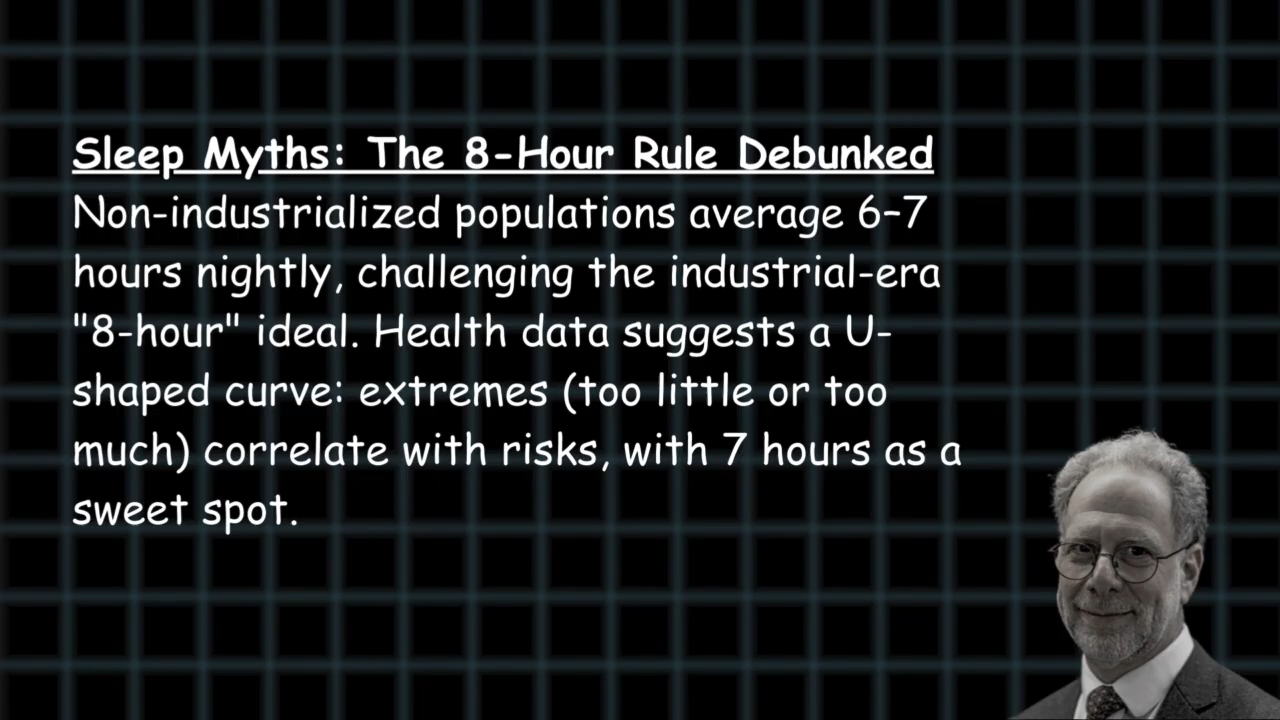 Sleep Myths: The 8-Hour Rule Debunked
Non-industrialized populations average 6–7
hours nightly, challenging the industrial-era
"8-hour" ideal. Health data suggests a U-
shaped curve: extremes (too little or too
much) correlate with risks, with 7 hours as a
sweet spot.